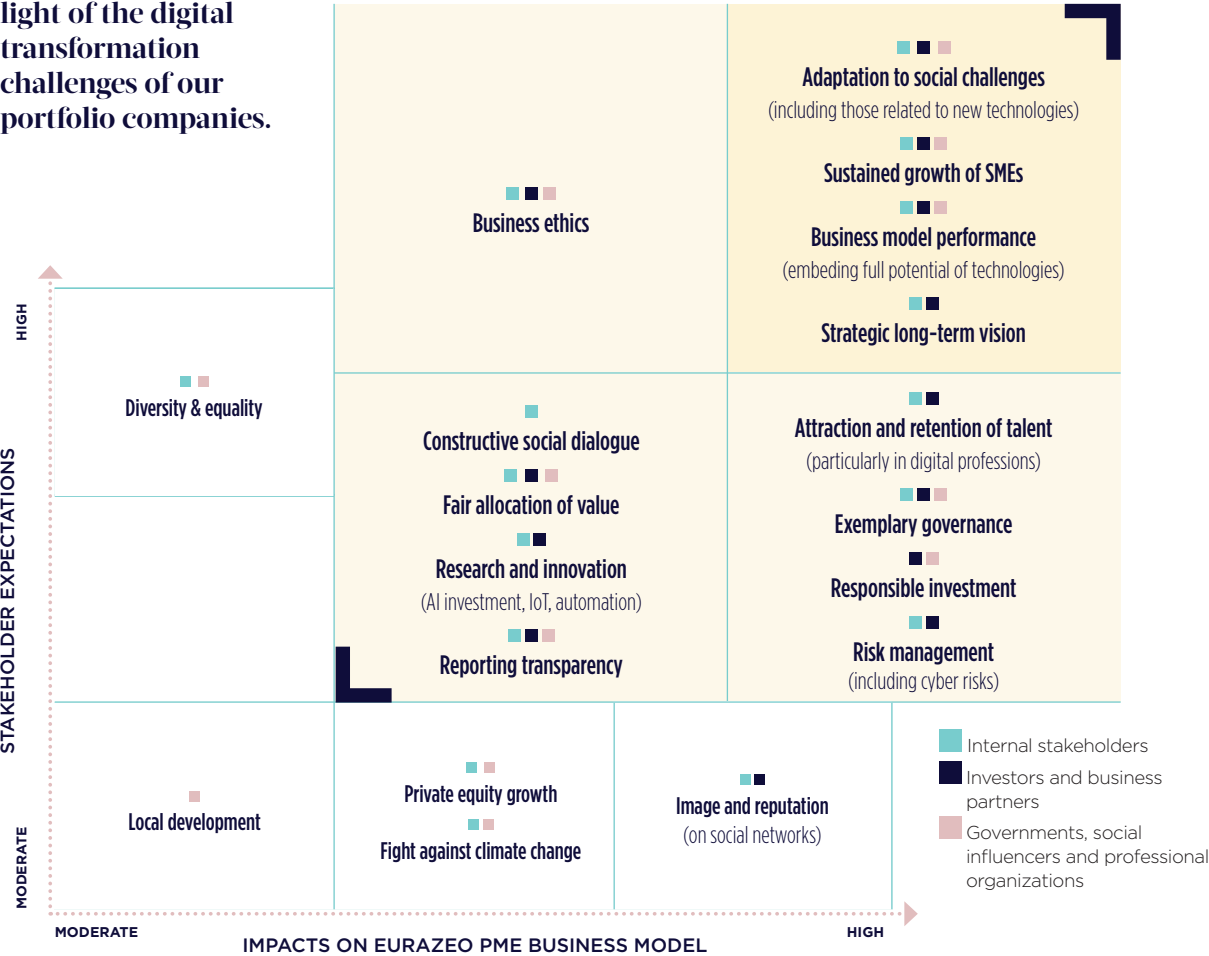 light of the digital
transformation
challenges of our
portfolio companies.
Adaptation to social challenges
(including those related to new technologies)
Sustained growth of SMEs
Business model performance
(embeding full potential of technologies)
Strategic long-term vision
Business ethics
HIGH
Diversity & equality
Constructive social dialogue
Fair allocation of value
Research and innovation
(AI investment, IoT, automation)
Reporting transparency
Attraction and retention of talent
(particularly in digital professions)
Exemplary governance
Responsible investment
Risk management
(including cyber risks)
STAKEHOLDER EXPECTATIONS
Local development
Private equity growth
Fight against climate change
Image and reputation
(on social networks)
Internal stakeholders
Investors and business
partners
Governments, social
influencers and professional
organizations
MODERATE
MODERATE
HIGH
IMPACTS ON EURAZEO PME BUSINESS MODEL